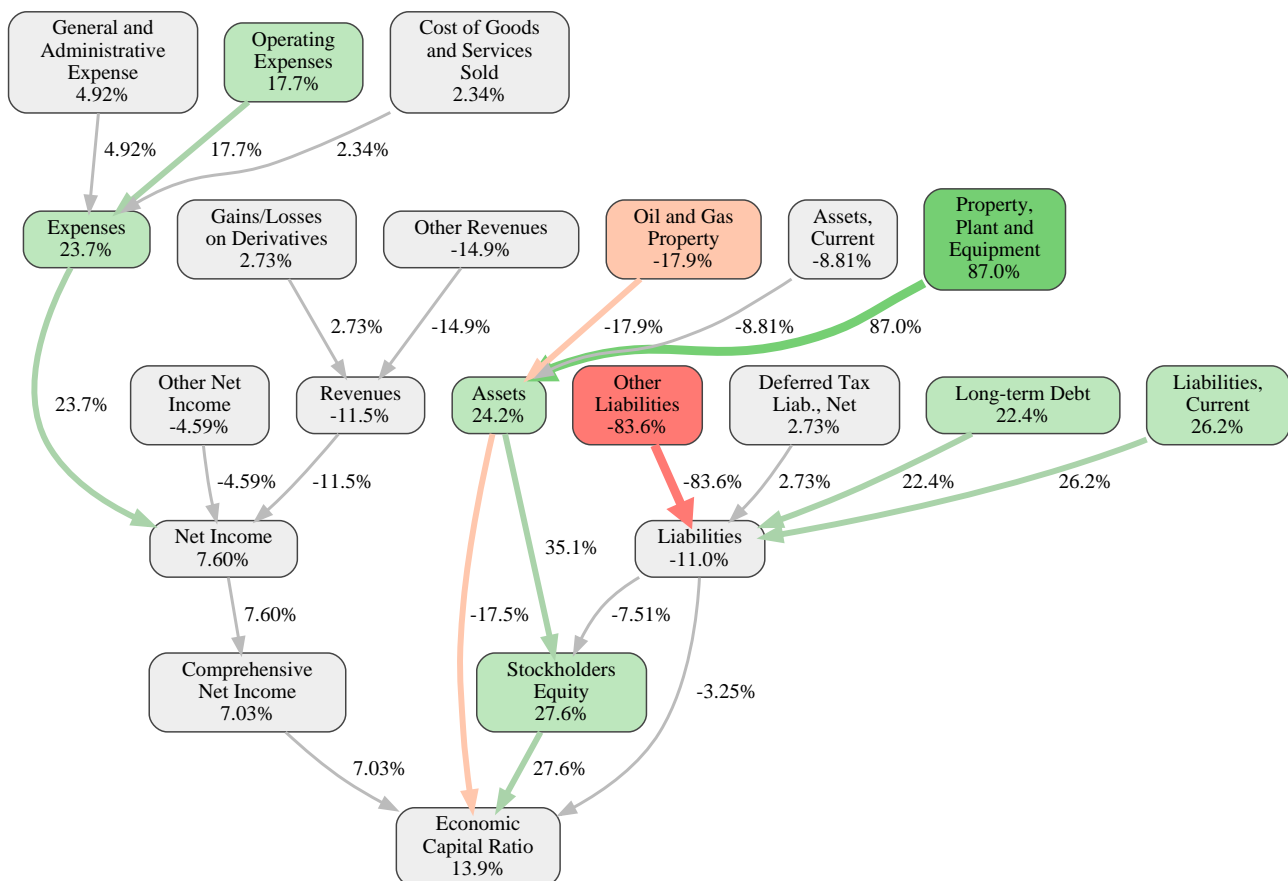 General and
Administrative
Expense
4.92%
Operating
Expenses
17.7%
Cost of Goods
and Services
Sold
2.34%
4.92%
17.7%
2.34%
Expenses
23.7%
Gains/Losses
on Derivatives
2.73%
Other Revenues
-14.9%
Oil and Gas
Property
-17.9%
Assets,
Current
-8.81%
Property,
Plant and
Equipment
87.0%
2.73%
-14.9%
-17.9%
-8.81%
87.0%
23.7%
Other Net
Income
-4.59%
Revenues
-11.5%
Assets
24.2%
Other
Liabilities
-83.6%
Deferred Tax
Liab., Net
2.73%
Long-term Debt
22.4%
Liabilities,
Current
26.2%
-4.59%
-11.5%
-83.6%
2.73%
22.4%
26.2%
Net Income
7.60%
35.1%
Liabilities
-11.0%
7.60%
-17.5%
-7.51%
-3.25%
Comprehensive
Net Income
7.03%
Stockholders
Equity
27.6%
7.03%
27.6%
Economic
Capital Ratio
13.9%